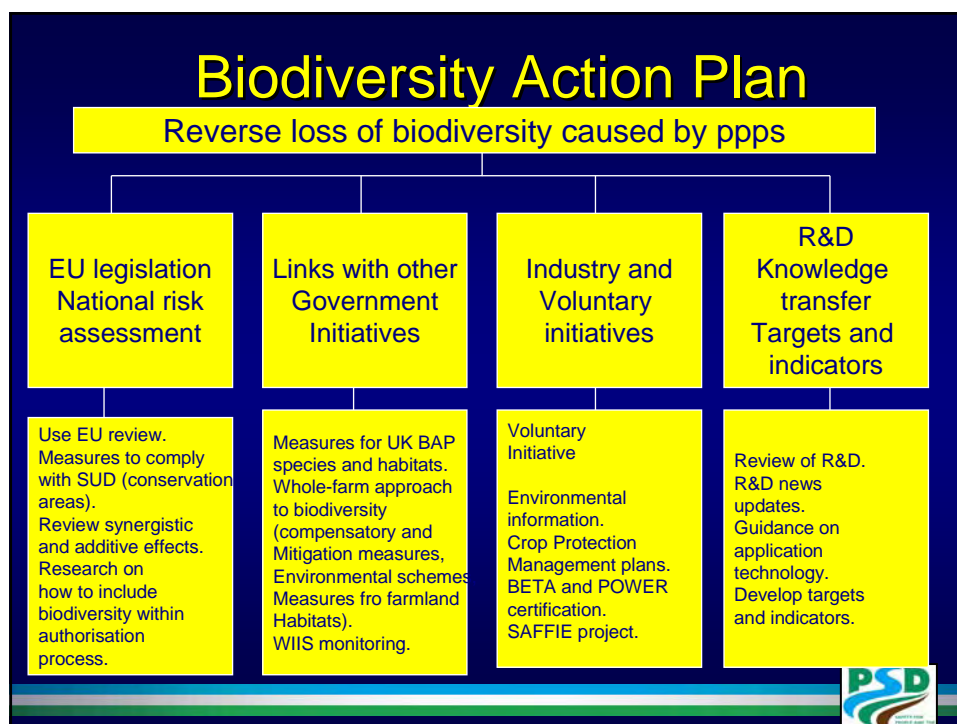 Biodiversity Action Plan
Reverse loss of biodiversity caused by ppps
EU legislation
National risk
assessment
Links with other
Government
Initiatives
Industry and
Voluntary
initiatives
R&D
Knowledge
transfer
Targets and
indicators
Use EU review.
Measures to comply
with SUD (conservation
areas).
Review synergistic
and additive effects.
Research on
how to include
biodiversity within
authorisation
process.
Measures for UK BAP
species and habitats.
Whole-farm approach
to biodiversity
(compensatory and
Mitigation measures,
Environmental schemes
Measures fro farmland
Habitats).
WIIS monitoring.
Voluntary
Initiative
Environmental
information.
Crop Protection
Management plans.
BETA and POWER
certification.
SAFFIE project.
Review of R&D.
R&D news
updates.
Guidance on
application
technology.
Develop targets
and indicators.
PSD